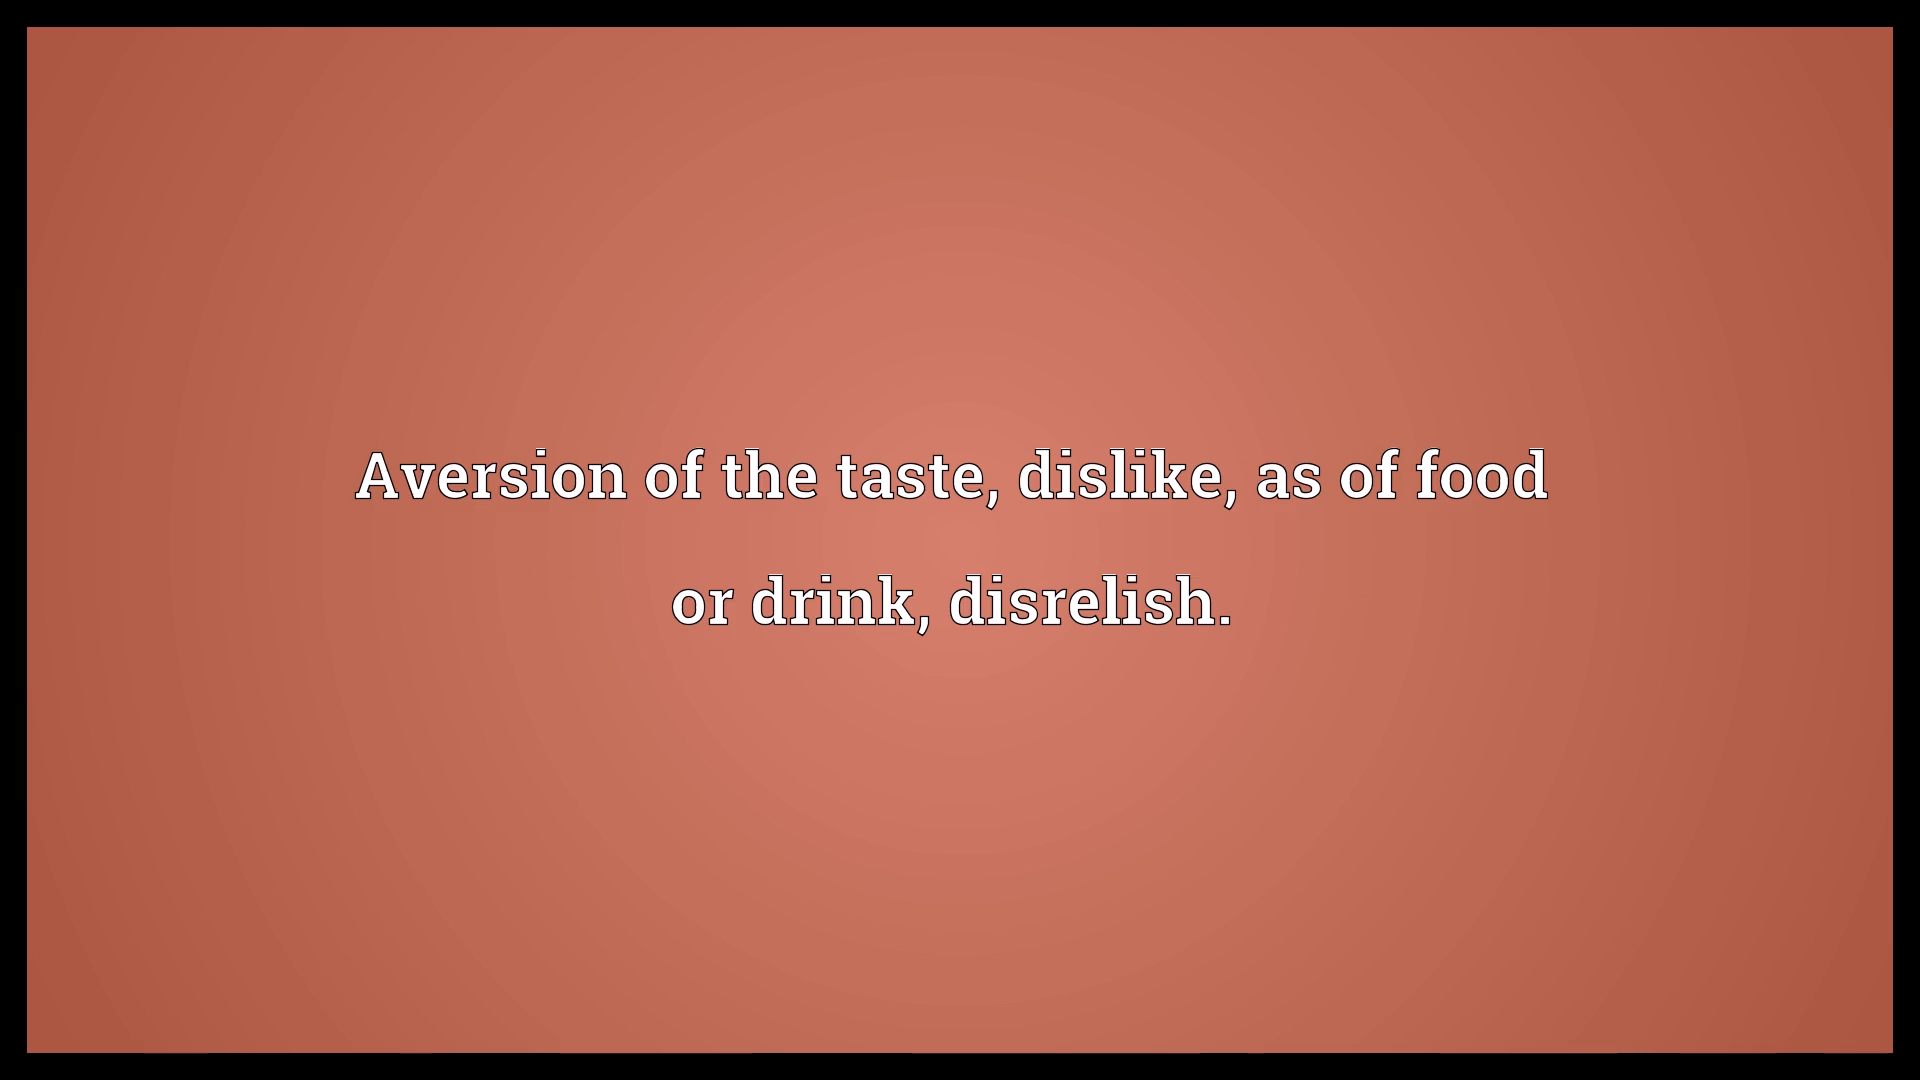 Aversion of the taste, dislike, as of food
or drink, disrelish.